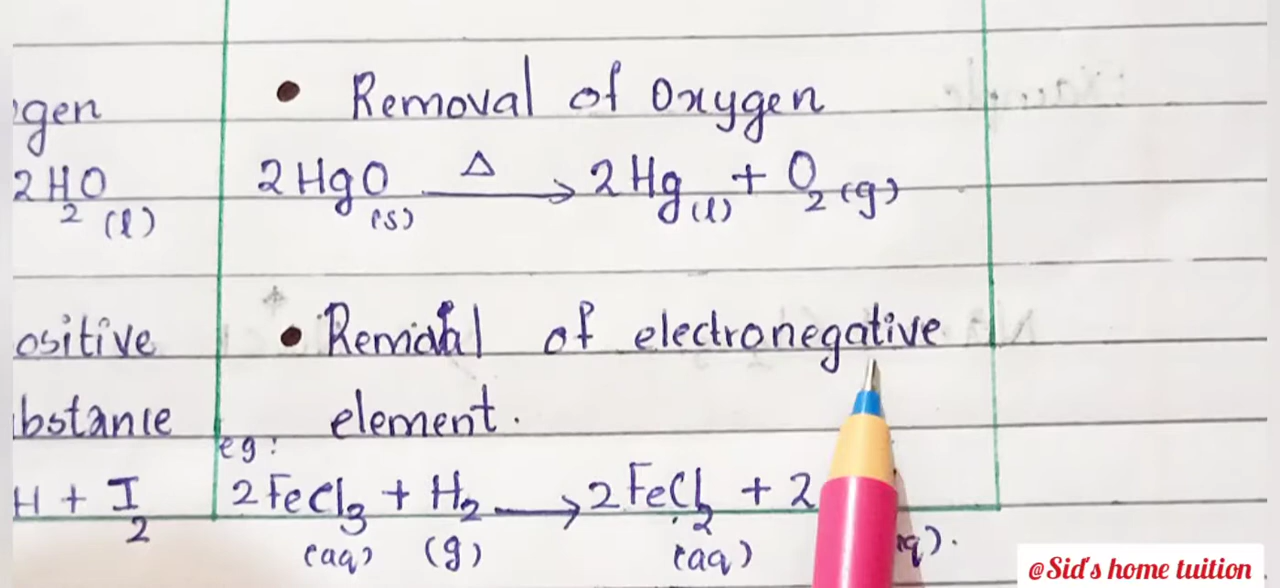 gen
• Removal of Oxygen
2H2O(l)
2HgO(s) —Δ→ 2Hg(l) + O2(g)
ositive
• Removal of electronegative
bstance
element.
eg:
H + I2
2FeCl3(aq) + H2(g) → 2FeCl2(aq) + 2 q).
@Sid's home tuition